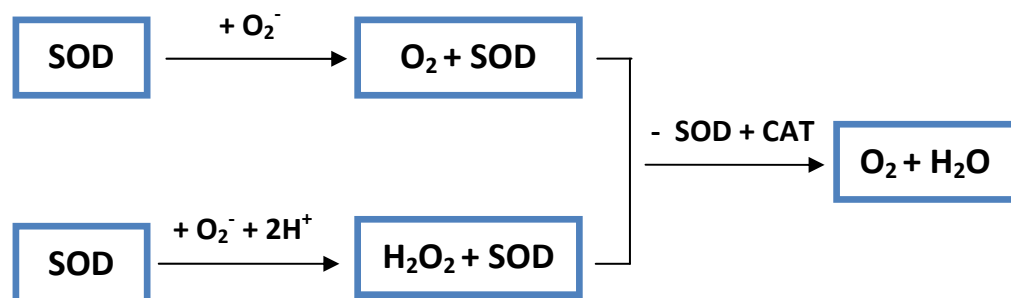 + O₂⁻
SOD
O₂ + SOD
- SOD + CAT
O₂ + H₂O
+ O₂⁻ + 2H⁺
SOD
H₂O₂ + SOD